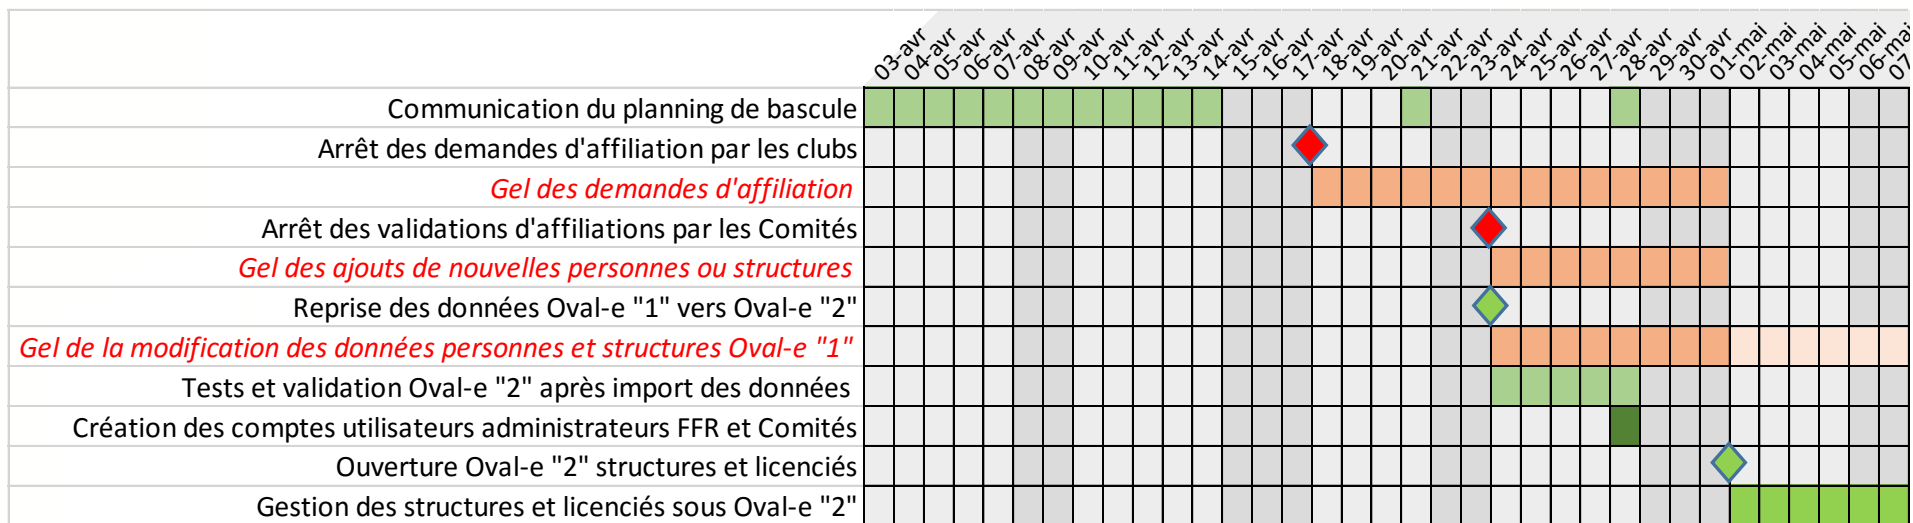 03-avr
04-avr
05-avr
06-avr
07-avr
08-avr
09-avr
10-avr
11-avr
12-avr
13-avr
14-avr
15-avr
16-avr
17-avr
18-avr
19-avr
20-avr
21-avr
22-avr
23-avr
24-avr
25-avr
26-avr
27-avr
28-avr
29-avr
30-avr
01-mai
02-mai
03-mai
04-mai
05-mai
06-mai
07
Communication du planning de bascule
Arrêt des demandes d'affiliation par les clubs
Gel des demandes d'affiliation
Arrêt des validations d'affiliations par les Comités
Gel des ajouts de nouvelles personnes ou structures
Reprise des données Oval-e "1" vers Oval-e "2"
Gel de la modification des données personnes et structures Oval-e "1"
Tests et validation Oval-e "2" après import des données
Création des comptes utilisateurs administrateurs FFR et Comités
Ouverture Oval-e "2" structures et licenciés
Gestion des structures et licenciés sous Oval-e "2"